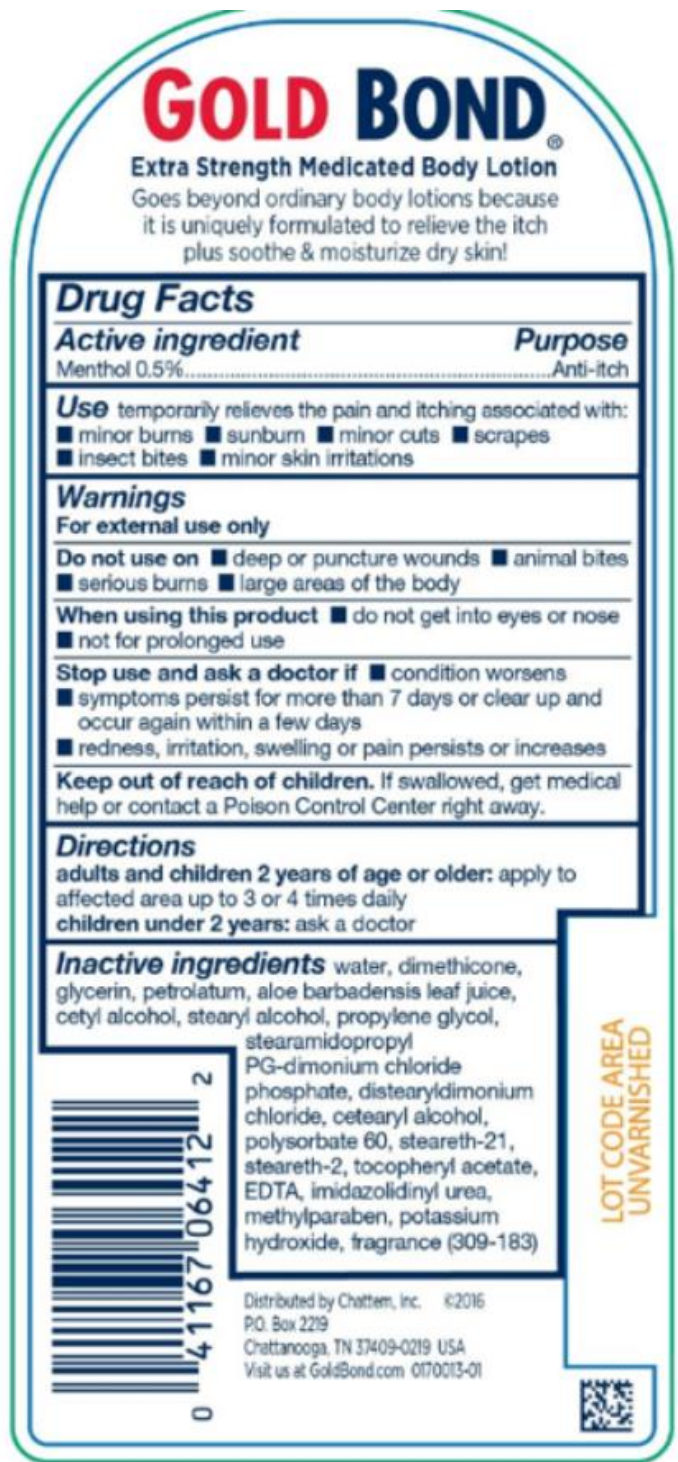 GOLD BOND®
Extra Strength Medicated Body Lotion
Goes beyond ordinary body lotions because
it is uniquely formulated to relieve the itch
plus soothe & moisturize dry skin!
Drug Facts
Active ingredient Purpose
Menthol 0.5%......................................................................Anti-itch
Use temporarily relieves the pain and itching associated with:
■ minor burns ■ sunburn ■ minor cuts ■ scrapes
■ insect bites ■ minor skin irritations
Warnings
For external use only
Do not use on ■ deep or puncture wounds ■ animal bites
■ serious burns ■ large areas of the body
When using this product ■ do not get into eyes or nose
■ not for prolonged use
Stop use and ask a doctor if ■ condition worsens
■ symptoms persist for more than 7 days or clear up and
occur again within a few days
■ redness, irritation, swelling or pain persists or increases
Keep out of reach of children. If swallowed, get medical
help or contact a Poison Control Center right away.
Directions
adults and children 2 years of age or older: apply to
affected area up to 3 or 4 times daily
children under 2 years: ask a doctor
Inactive ingredients water, dimethicone,
glycerin, petrolatum, aloe barbadensis leaf juice,
cetyl alcohol, stearyl alcohol, propylene glycol,
stearamidopropyl
PG-dimonium chloride
phosphate, distearyldimonium
chloride, cetearyl alcohol,
polysorbate 60, steareth-21,
steareth-2, tocopheryl acetate,
EDTA, imidazolidinyl urea,
methylparaben, potassium
hydroxide, fragrance (309-183)
0 41167 06412 2
Distributed by Chattem, Inc. ©2016
P.O. Box 2219
Chattanooga, TN 37409-0219 USA
Visit us at GoldBond.com 0170013-01
LOT CODE AREA
UNVARNISHED